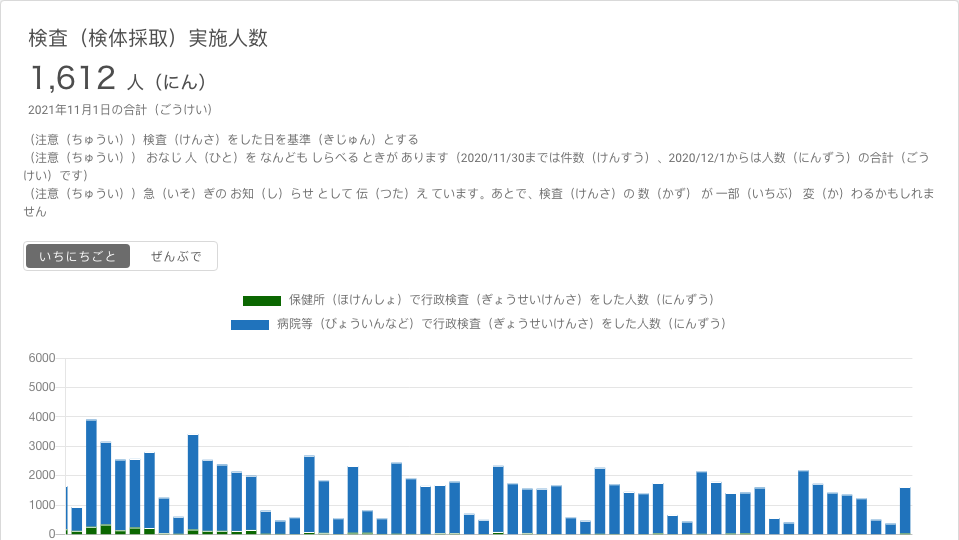 検査（検体採取）実施人数
1,612 人（にん）
2021年11月1日の合計（ごうけい）
（注意（ちゅうい））検査（けんさ）をした日を基準（きじゅん）とする
（注意（ちゅうい）） おなじ 人（ひと）を なんども しらべる ときが あります（2020/11/30までは件数（けんすう）、2020/12/1からは人数（にんずう）の合計（ごう
けい）です）
（注意（ちゅうい））急（いそ）ぎの お知（し）らせ として 伝（つた）え ています。あとで、検査（けんさ）の 数（かず） が 一部（いちぶ） 変（か）わるかもしれま
せん
いちにちごと ぜんぶで
保健所（ほけんしょ）で行政検査（ぎょうせいけんさ）をした人数（にんずう）
病院等（びょういんなど）で行政検査（ぎょうせいけんさ）をした人数（にんずう）
6000
5000
4000
3000
2000
1000
0